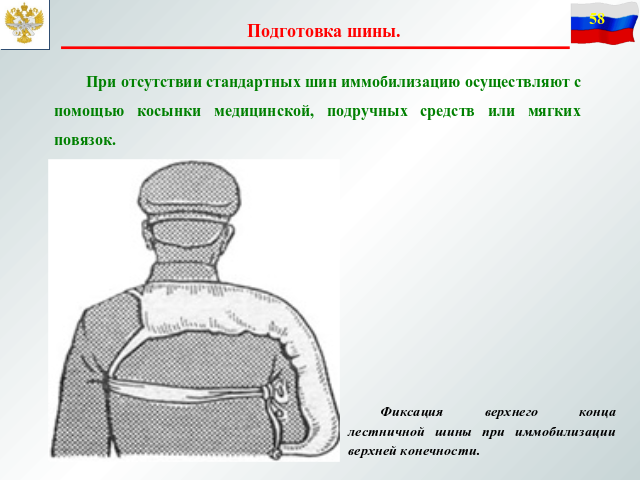 58
Подготовка шины.
При отсутствии стандартных шин иммобилизацию осуществляют с
помощью косынки медицинской, подручных средств или мягких
повязок.
Фиксация верхнего конца
лестничной шины при иммобилизации
верхней конечности.